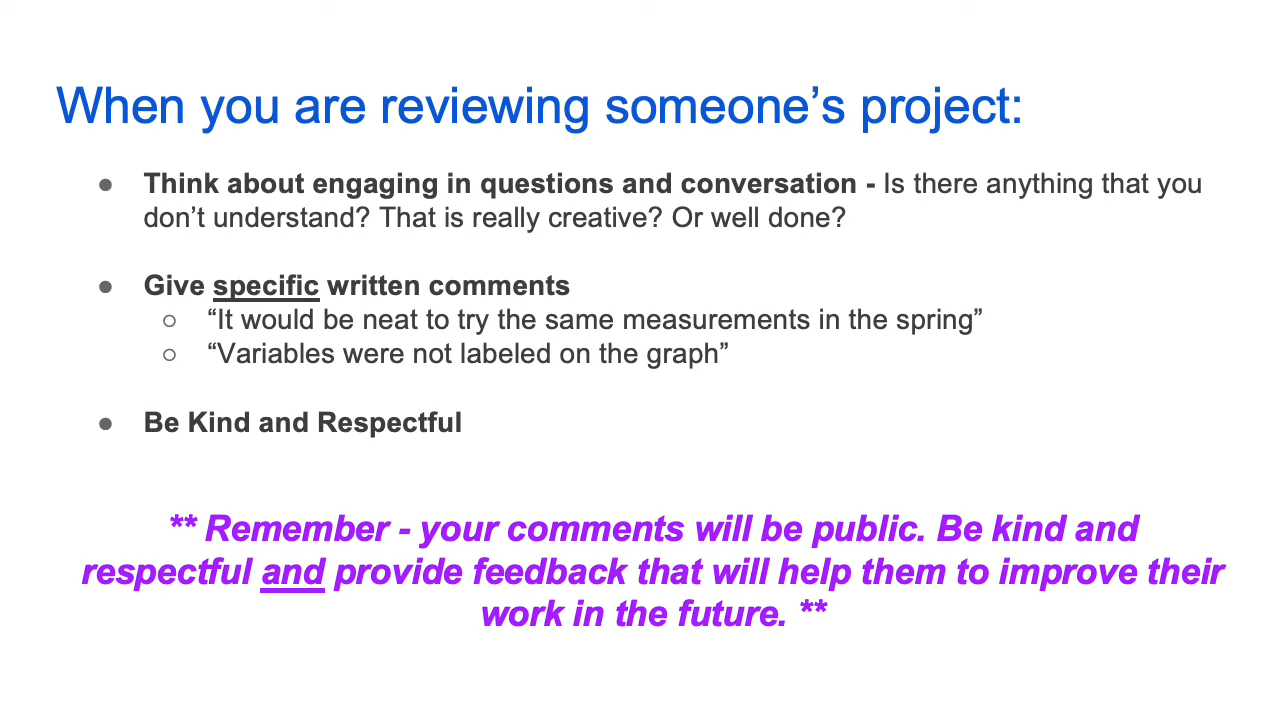 When you are reviewing someone’s project:
● Think about engaging in questions and conversation - Is there anything that you
don’t understand? That is really creative? Or well done?
● Give specific written comments
○ “It would be neat to try the same measurements in the spring”
○ “Variables were not labeled on the graph”
● Be Kind and Respectful
** Remember - your comments will be public. Be kind and
respectful and provide feedback that will help them to improve their
work in the future. **